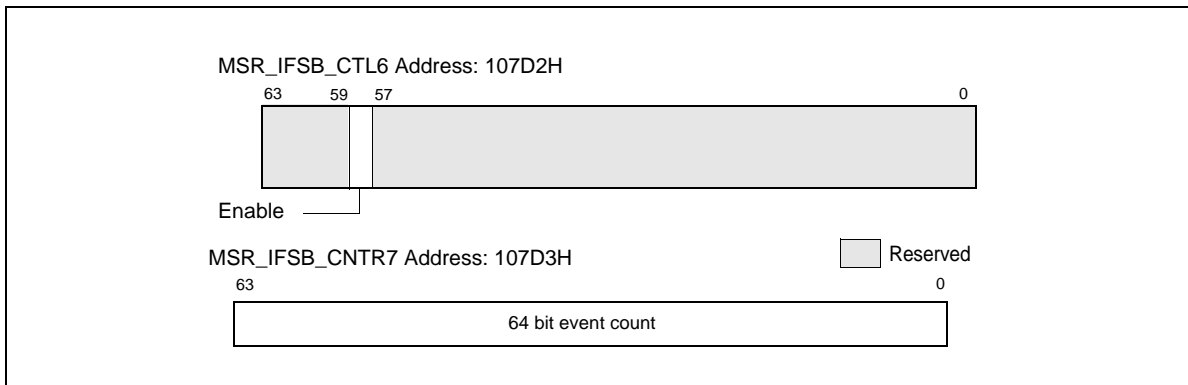 MSR_IFSB_CTL6 Address: 107D2H
63 59 57 0
Enable
MSR_IFSB_CNTR7 Address: 107D3H
Reserved
63 0
64 bit event count